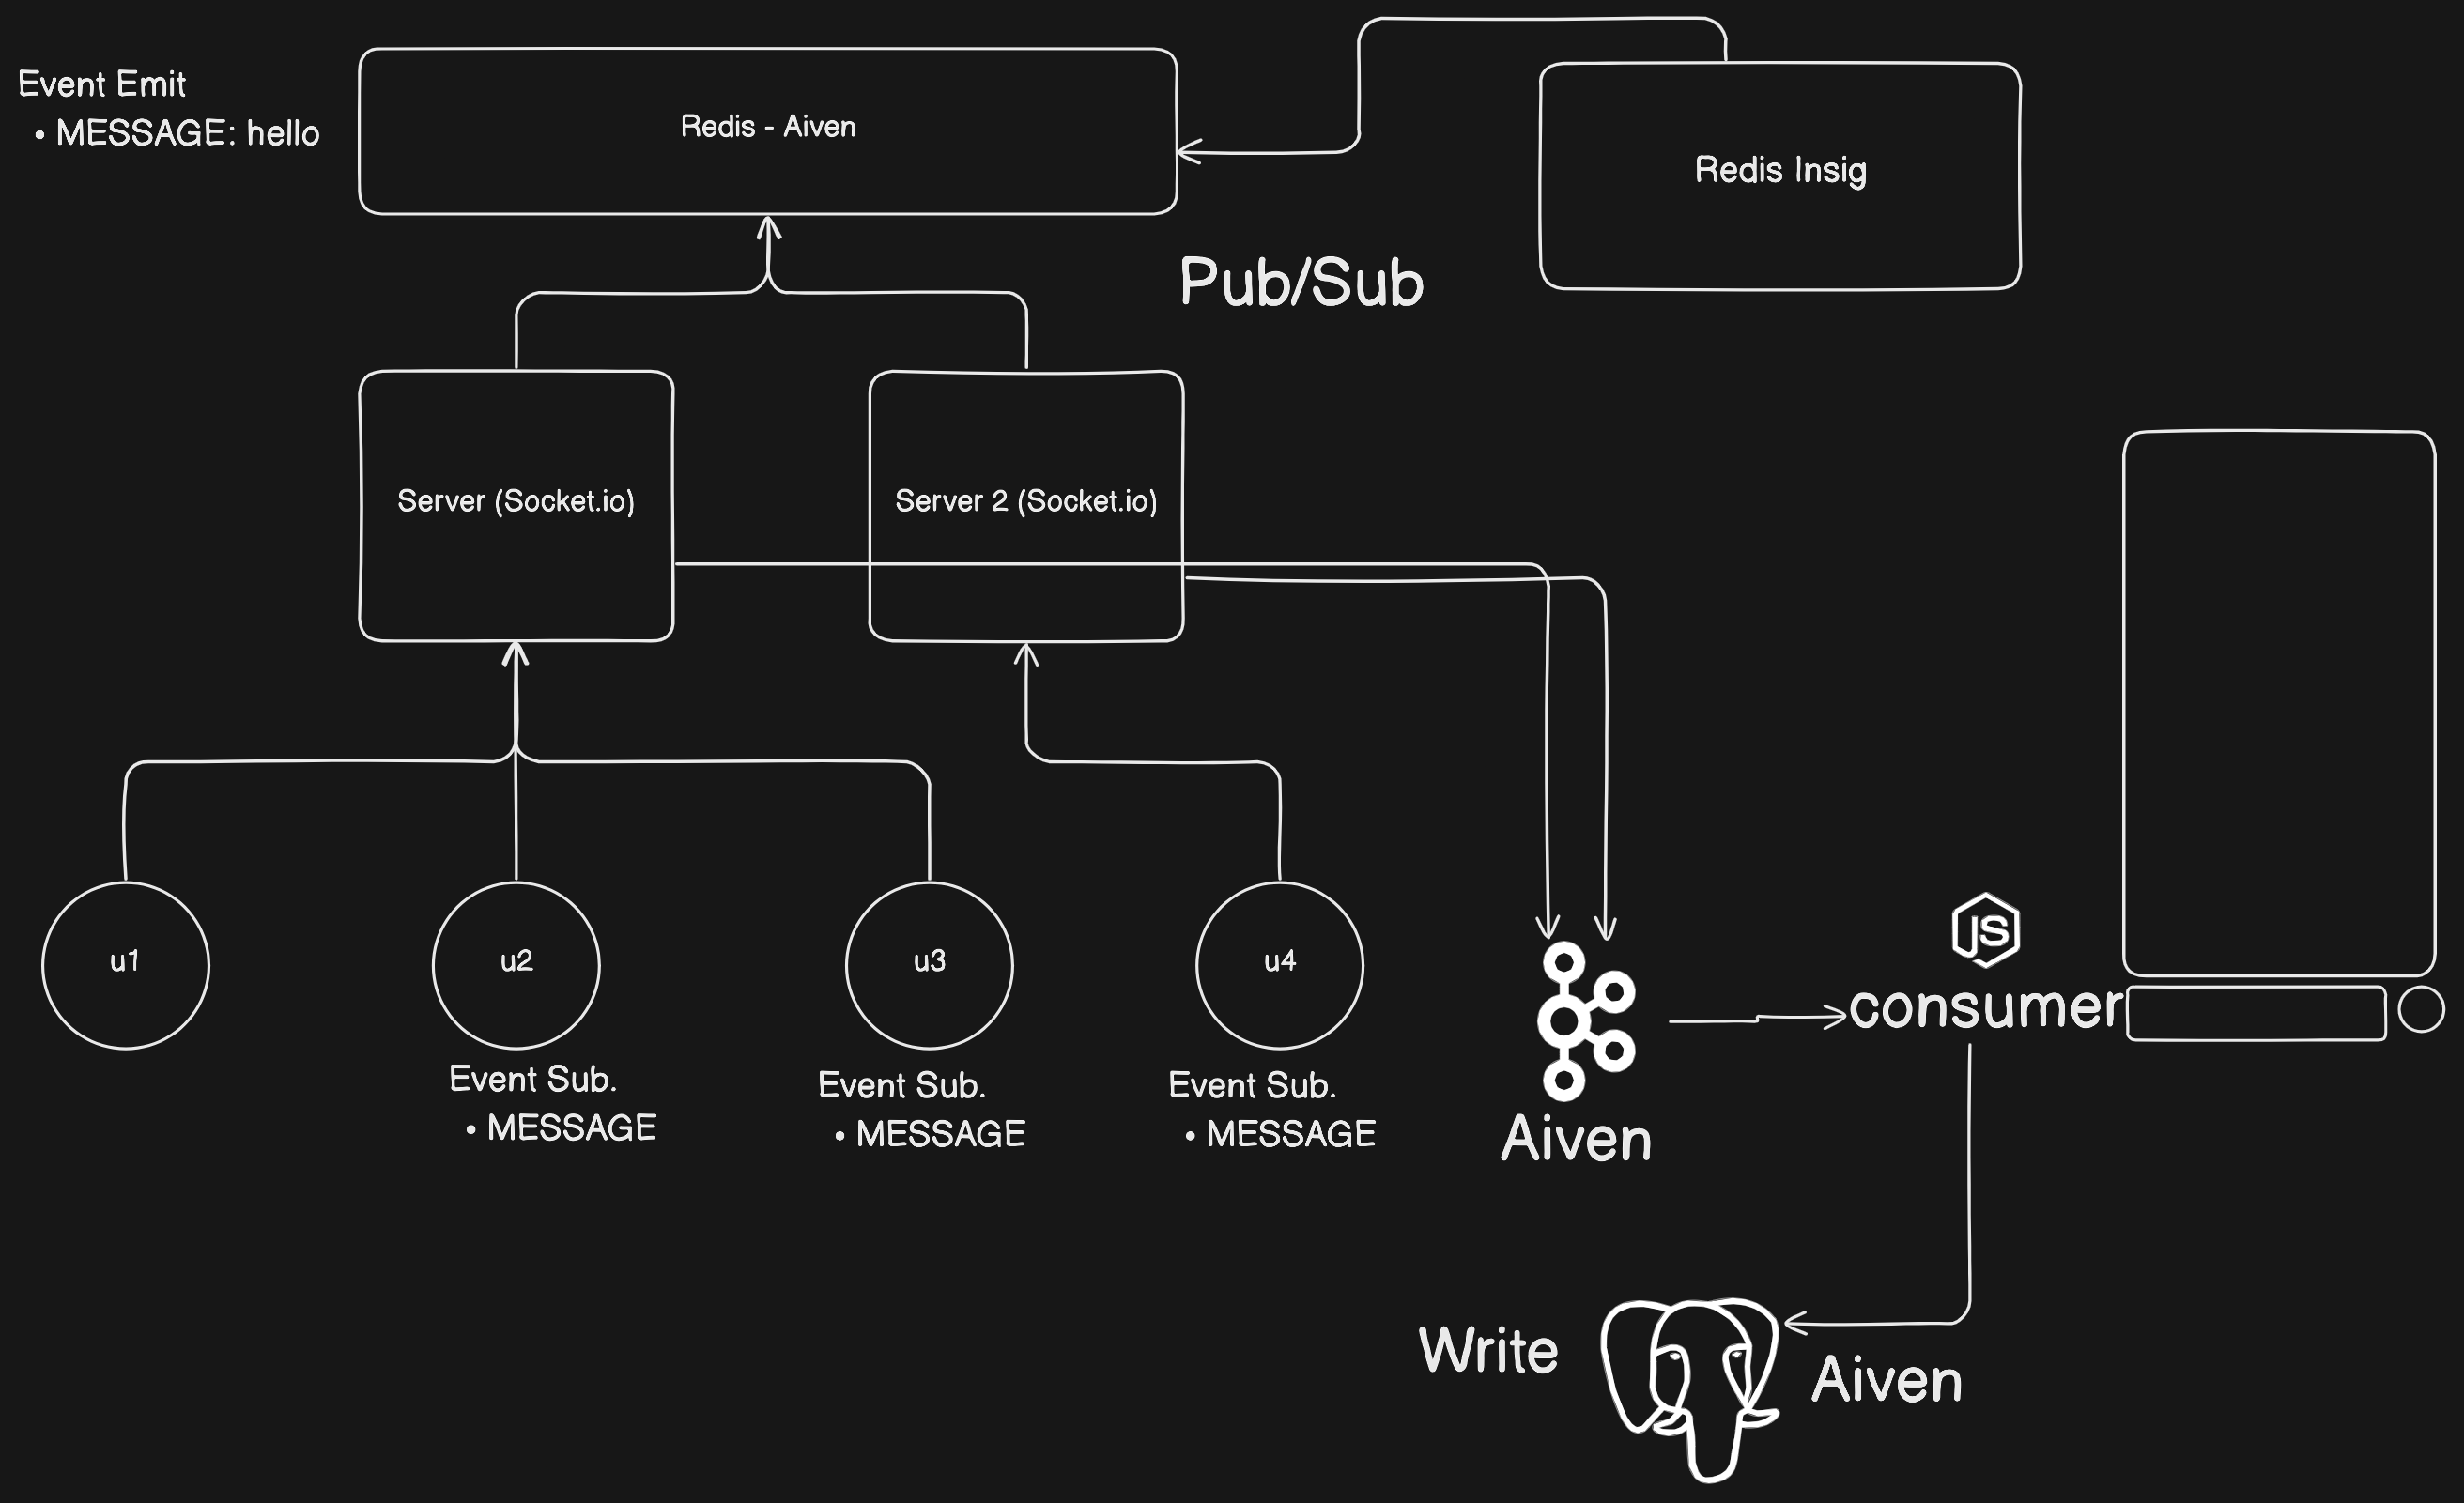 Event Emit
• MESSAGE: hello
Redis - Aiven
Redis Insig
Pub/Sub
Server (Socket.io)
Server 2 (Socket.io)
u1
u2
u3
u4
Event Sub.
• MESSAGE
Event Sub.
• MESSAGE
Event Sub.
• MESSAGE
JS
consumer
Aiven
Write
Aiven